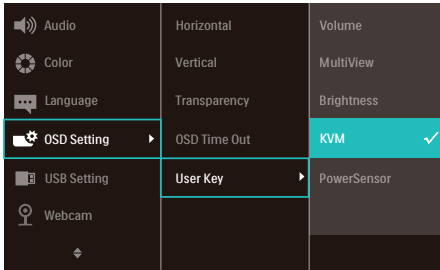 Audio
Color
Language
OSD Setting
USB Setting
Webcam
Horizontal
Vertical
Transparency
OSD Time Out
User Key
Volume
MultiView
Brightness
KVM
PowerSensor